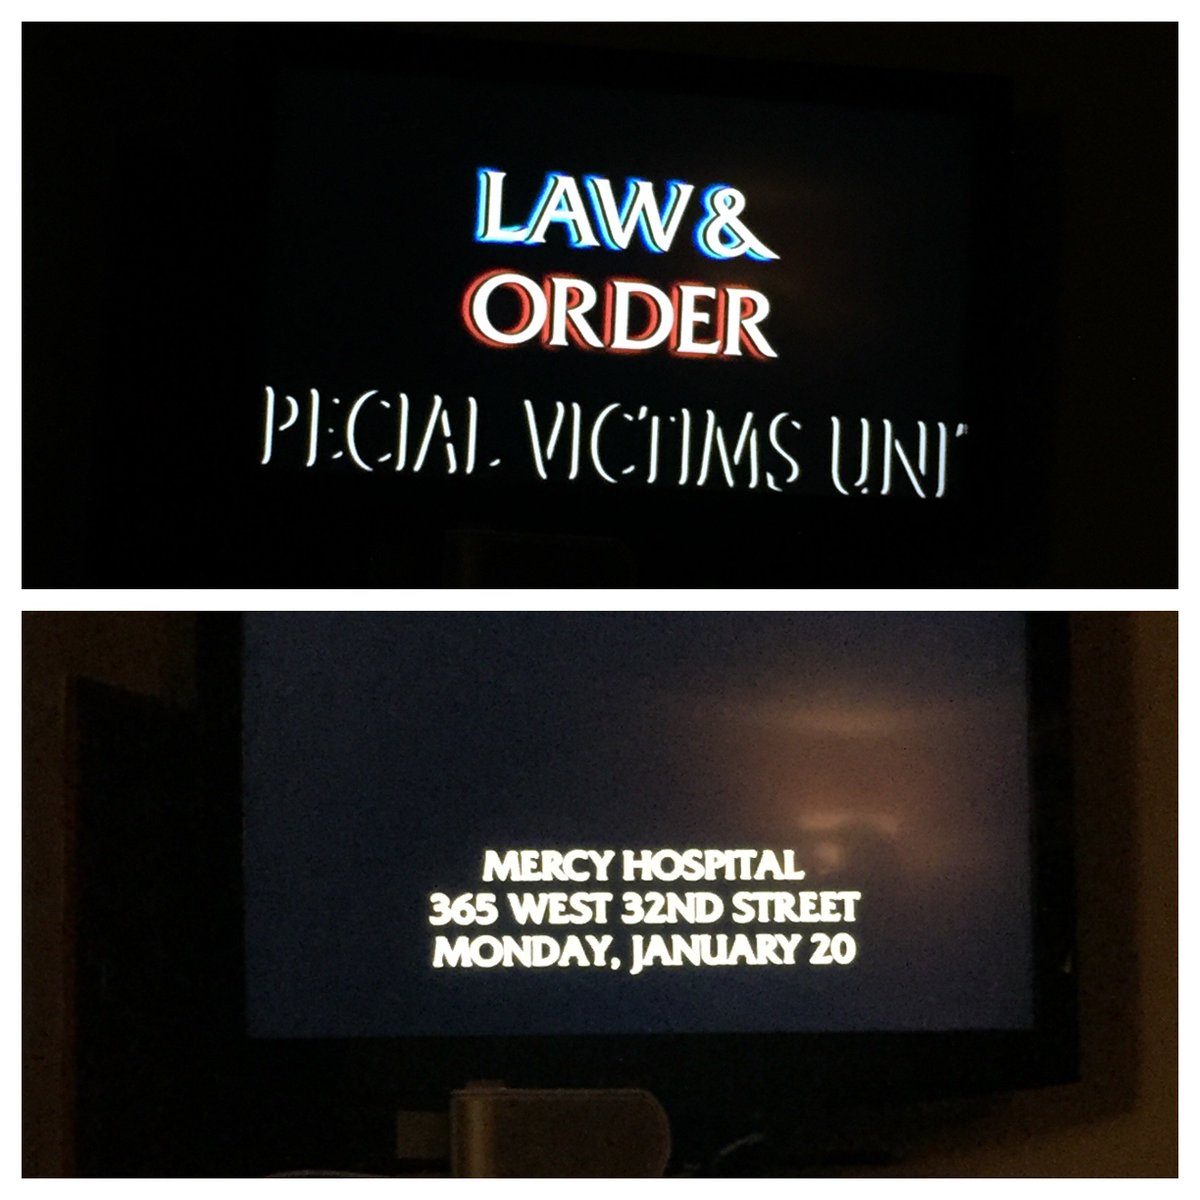 LAW &
ORDER
PECIAL VICTIMS UNI
MERCY HOSPITAL
365 WEST 32ND STREET
MONDAY, JANUARY 20